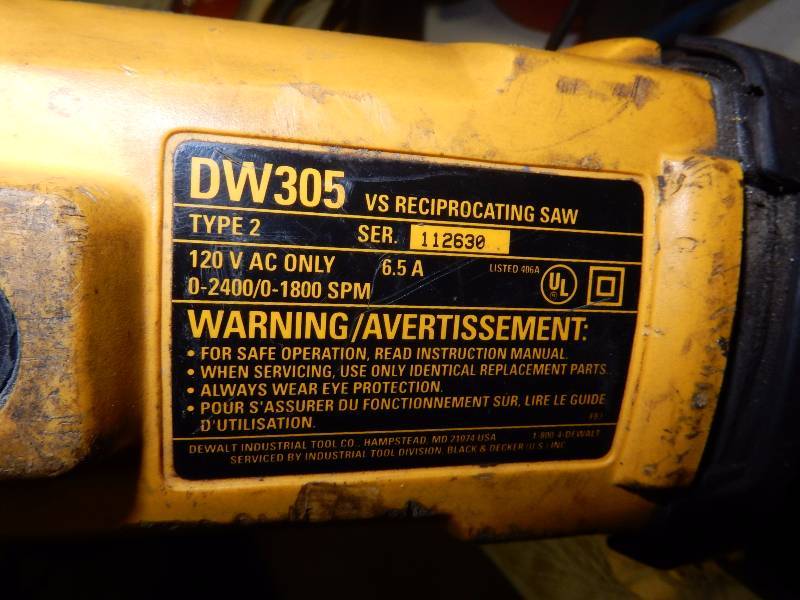 DW305 VS RECIPROCATING SAW
TYPE 2 SER. 112630
120 V AC ONLY 6.5 A LISTED 406A UL
0-2400/0-1800 SPM
WARNING/AVERTISSEMENT:
• FOR SAFE OPERATION, READ INSTRUCTION MANUAL.
• WHEN SERVICING, USE ONLY IDENTICAL REPLACEMENT PARTS.
• ALWAYS WEAR EYE PROTECTION.
• POUR S'ASSURER DU FONCTIONNEMENT SÛR, LIRE LE GUIDE
D'UTILISATION.
DEWALT INDUSTRIAL TOOL CO., HAMPSTEAD, MD 21074 USA 1-800-4-DEWALT
SERVICED BY INDUSTRIAL TOOL DIVISION, BLACK & DECKER (U.S.) INC